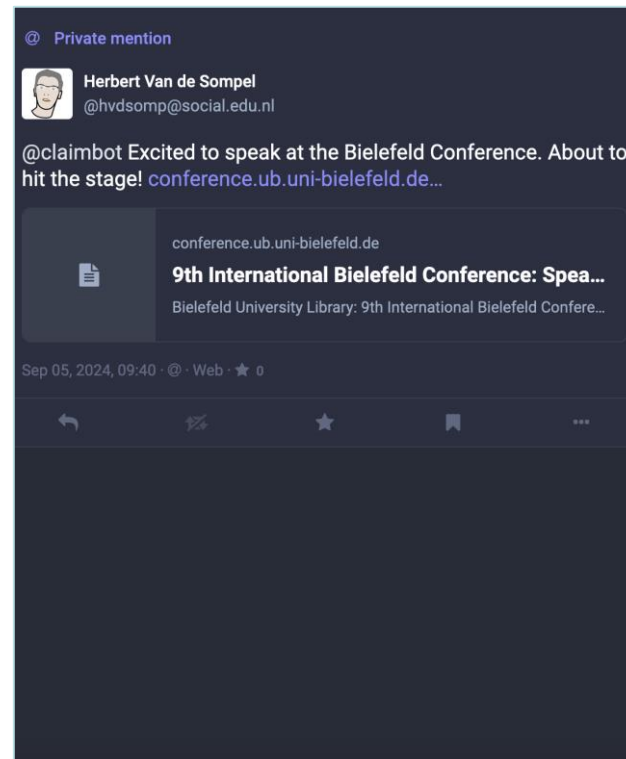 @ Private mention
Herbert Van de Sompel
@hvdsomp@social.edu.nl
@claimbot Excited to speak at the Bielefeld Conference. About to
hit the stage! conference.ub.uni-bielefeld.de…
conference.ub.uni-bielefeld.de
9th International Bielefeld Conference: Spea...
Bielefeld University Library: 9th International Bielefeld Confere...
Sep 05, 2024, 09:40 · @ · Web · ★ 0